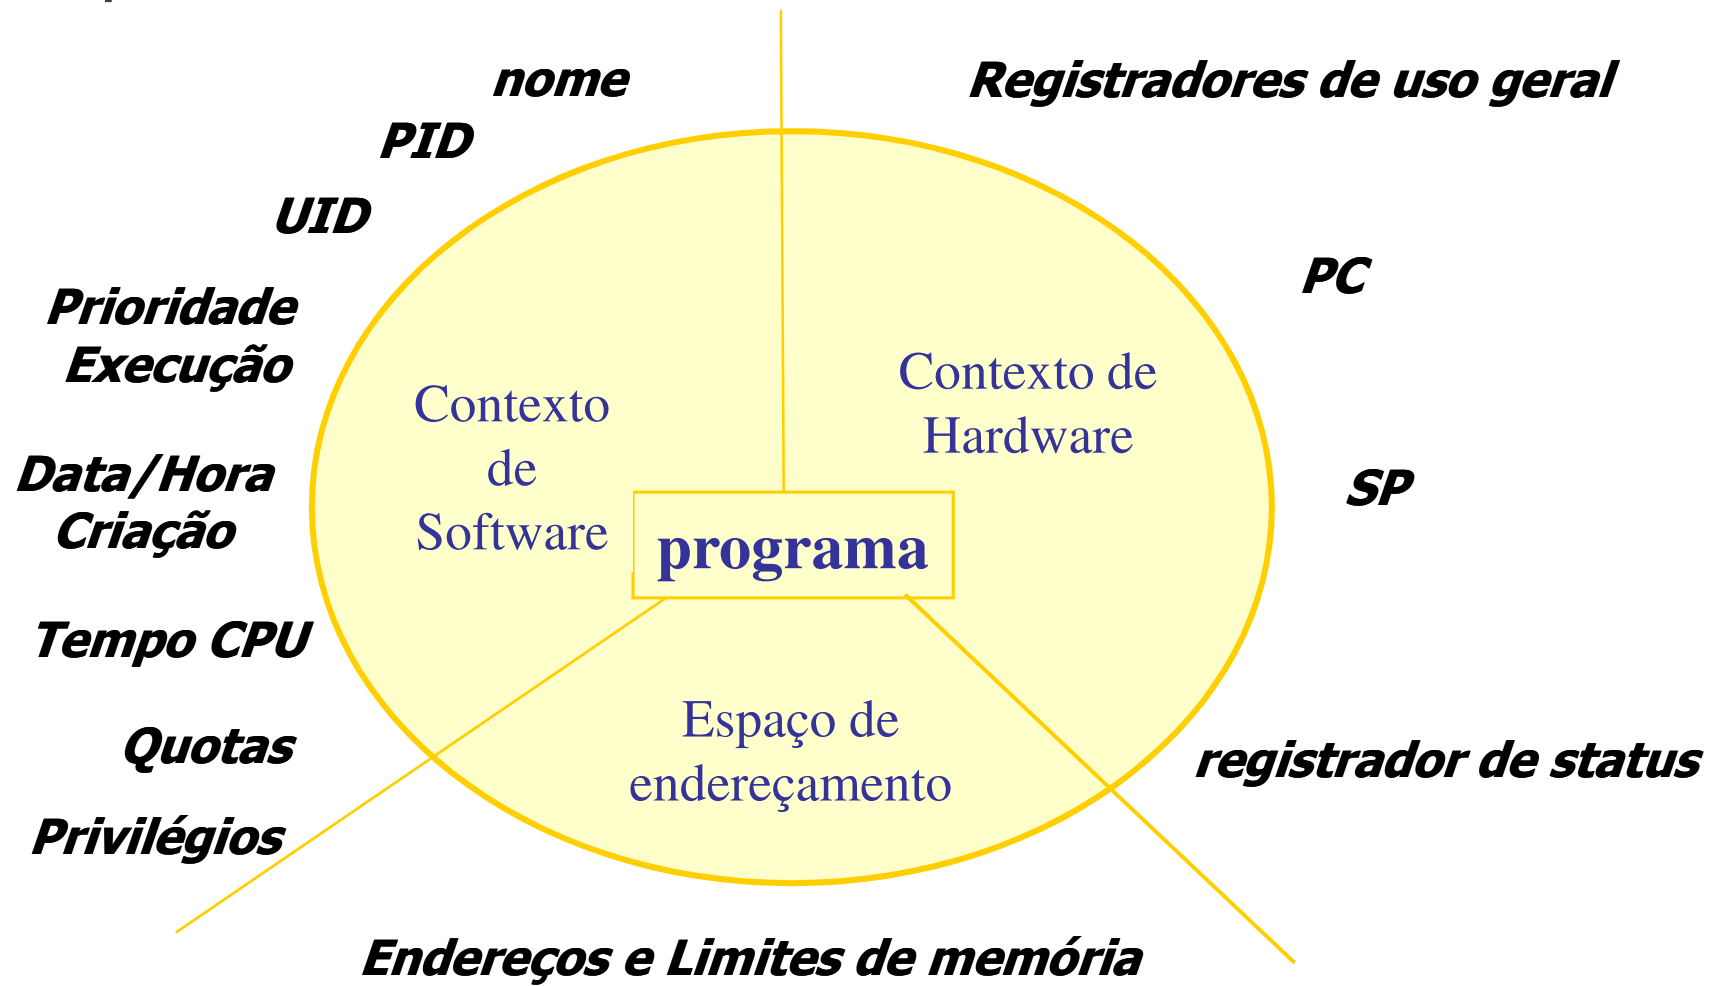 nome
PID
UID
Prioridade
Execução
Data/Hora
Criação
Tempo CPU
Quotas
Privilégios
Contexto
de
Software
programa
Contexto de
Hardware
Registradores de uso geral
PC
SP
registrador de status
Espaço de
endereçamento
Endereços e Limites de memória